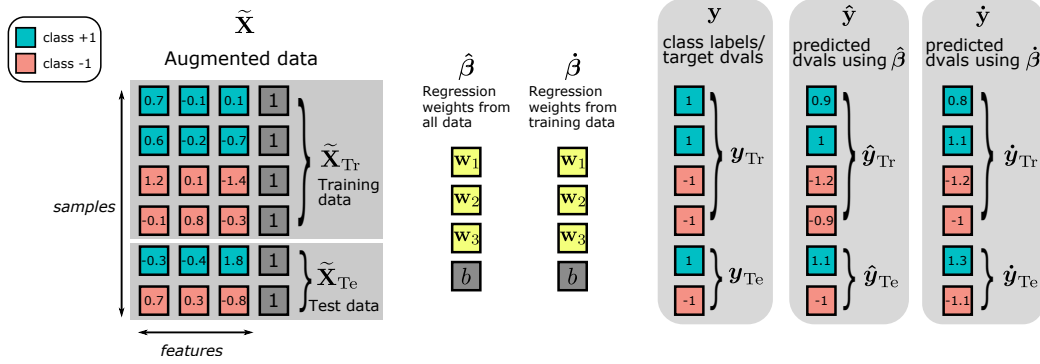 class +1
class -1
X̃
Augmented data
0.7 -0.1 0.1 1
0.6 -0.2 -0.7 1
1.2 0.1 -1.4 1
-0.1 0.8 -0.3 1
-0.3 -0.4 1.8 1
0.7 0.3 -0.8 1
X̃Tr
Training
data
X̃Te
Test data
samples
features
β̂
Regression
weights from
all data
w1
w2
w3
b
β̇
Regression
weights from
training data
w1
w2
w3
b
y
class labels/
target dvals
1
1
-1
-1
yTr
1
-1
yTe
ŷ
predicted
dvals using β̂
0.9
1
-1.2
-0.9
ŷTr
1.1
-1
ŷTe
ẏ
predicted
dvals using β̇
0.8
1.1
-1.2
-1
ẏTr
1.3
-1.1
ẏTe